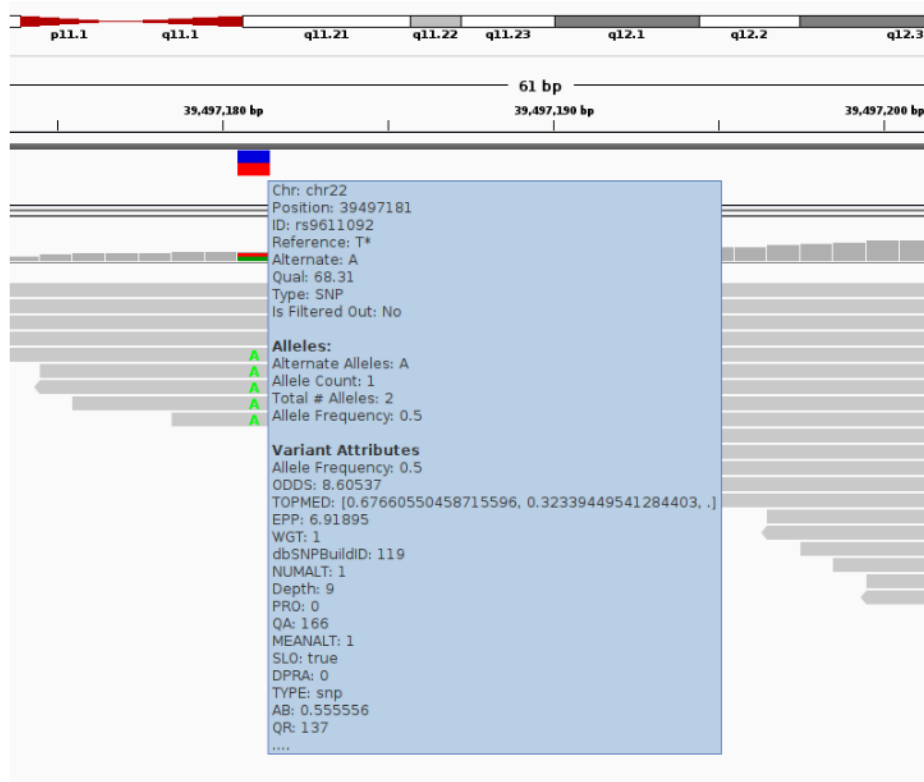 p11.1 q11.1 q11.21 q11.22 q11.23 q12.1 q12.2 q12.3
61 bp
39,497,180 bp 39,497,190 bp 39,497,200 bp
Chr: chr22
Position: 39497181
ID: rs9611092
Reference: T*
Alternate: A
Qual: 68.31
Type: SNP
Is Filtered Out: No
Alleles:
Alternate Alleles: A
Allele Count: 1
Total # Alleles: 2
Allele Frequency: 0.5
Variant Attributes
Allele Frequency: 0.5
ODDS: 8.60537
TOPMED: [0.67660550458715596, 0.32339449541284403, .]
EPP: 6.91895
WGT: 1
dbSNPBuildID: 119
NUMALT: 1
Depth: 9
PRO: 0
QA: 166
MEANALT: 1
SLO: true
DPRA: 0
TYPE: snp
AB: 0.555556
QR: 137
....
A
A
A
A
A